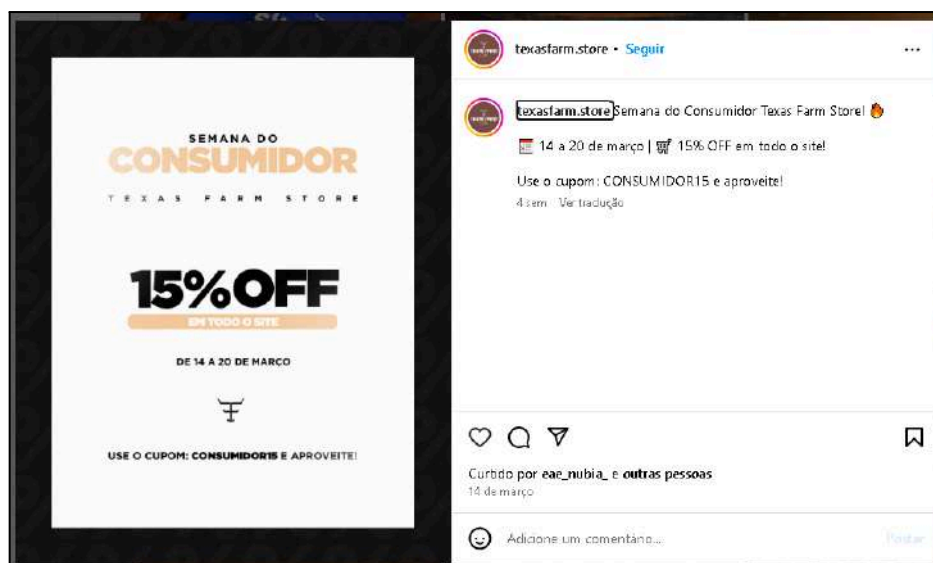 SEMANA DO
CONSUMIDOR
TEXAS FARM STORE
15%OFF
EM TODO O SITE
DE 14 A 20 DE MARÇO
USE O CUPOM: CONSUMIDOR15 E APROVEITE!
texasfarm.store • Seguir
texasfarm.store Semana do Consumidor Texas Farm Store! 🔥
📅 14 a 20 de março | 🛒 15% OFF em todo o site!
Use o cupom: CONSUMIDOR15 e aproveite!
4 sem Ver tradução
Curtido por eae_nubia_ e outras pessoas
14 de março
Adicione um comentário...
Postar